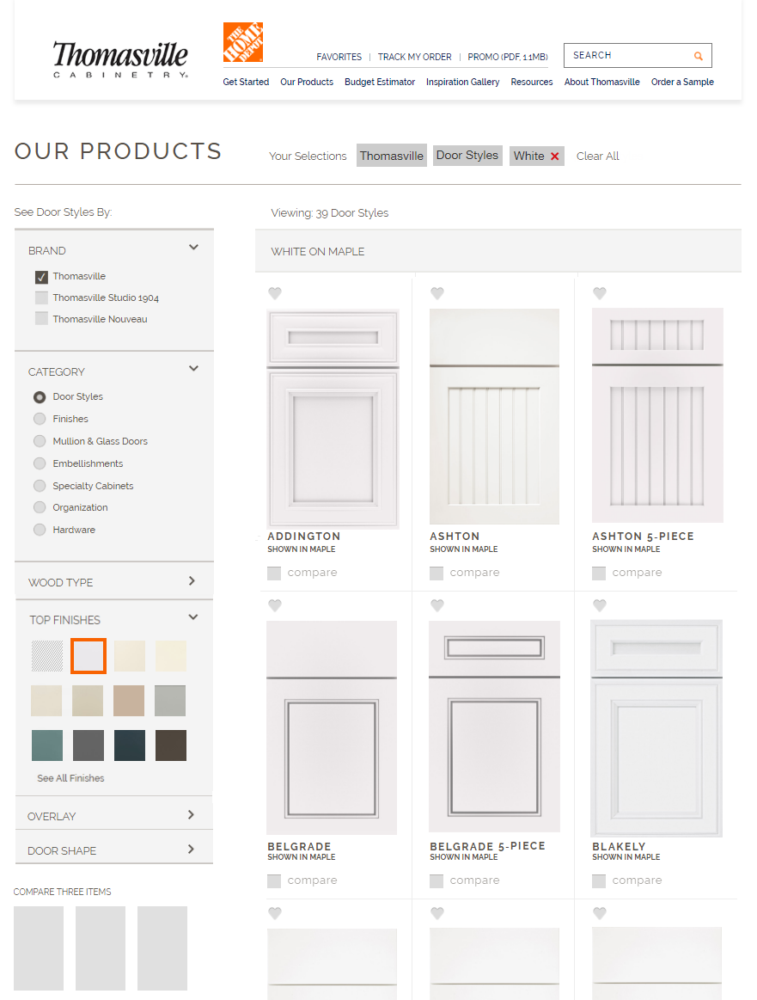 Thomasville
CABINETRY®
THE HOME DEPOT
FAVORITES | TRACK MY ORDER | PROMO (PDF, 1.1MB)
SEARCH
Get Started Our Products Budget Estimator Inspiration Gallery Resources About Thomasville Order a Sample
OUR PRODUCTS
Your Selections Thomasville Door Styles White ✕ Clear All
See Door Styles By:
Viewing: 39 Door Styles
BRAND
Thomasville
Thomasville Studio 1904
Thomasville Nouveau
CATEGORY
Door Styles
Finishes
Mullion & Glass Doors
Embellishments
Specialty Cabinets
Organization
Hardware
WOOD TYPE
TOP FINISHES
See All Finishes
OVERLAY
DOOR SHAPE
COMPARE THREE ITEMS
WHITE ON MAPLE
ADDINGTON
SHOWN IN MAPLE
compare
ASHTON
SHOWN IN MAPLE
compare
ASHTON 5-PIECE
SHOWN IN MAPLE
compare
BELGRADE
SHOWN IN MAPLE
compare
BELGRADE 5-PIECE
SHOWN IN MAPLE
compare
BLAKELY
SHOWN IN MAPLE
compare